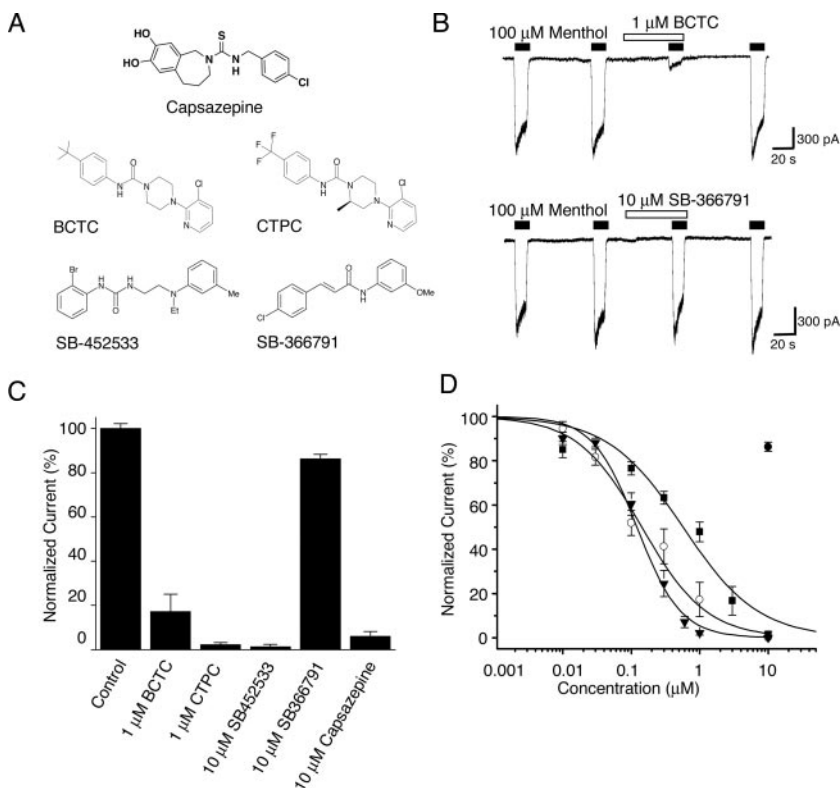 A
HO
HO
S
N
N
H
Cl
Capsazepine
O
N
H
N
N
Cl
N
BCTC
F
F
F
O
N
H
N
N
Cl
N
CTPC
Br
H
N
H
N
O
N
Et
Me
SB-452533
O
N
H
Cl
OMe
SB-366791
B
1 μM BCTC
100 μM Menthol
300 pA
20 s
10 μM SB-366791
100 μM Menthol
300 pA
20 s
C
Normalized Current (%)
100
80
60
40
20
0
Control
1 μM BCTC
1 μM CTPC
10 μM SB452533
10 μM SB366791
10 μM Capsazepine
D
Normalized Current (%)
100
80
60
40
20
0
0.001
0.01
0.1
1
10
Concentration (μM)